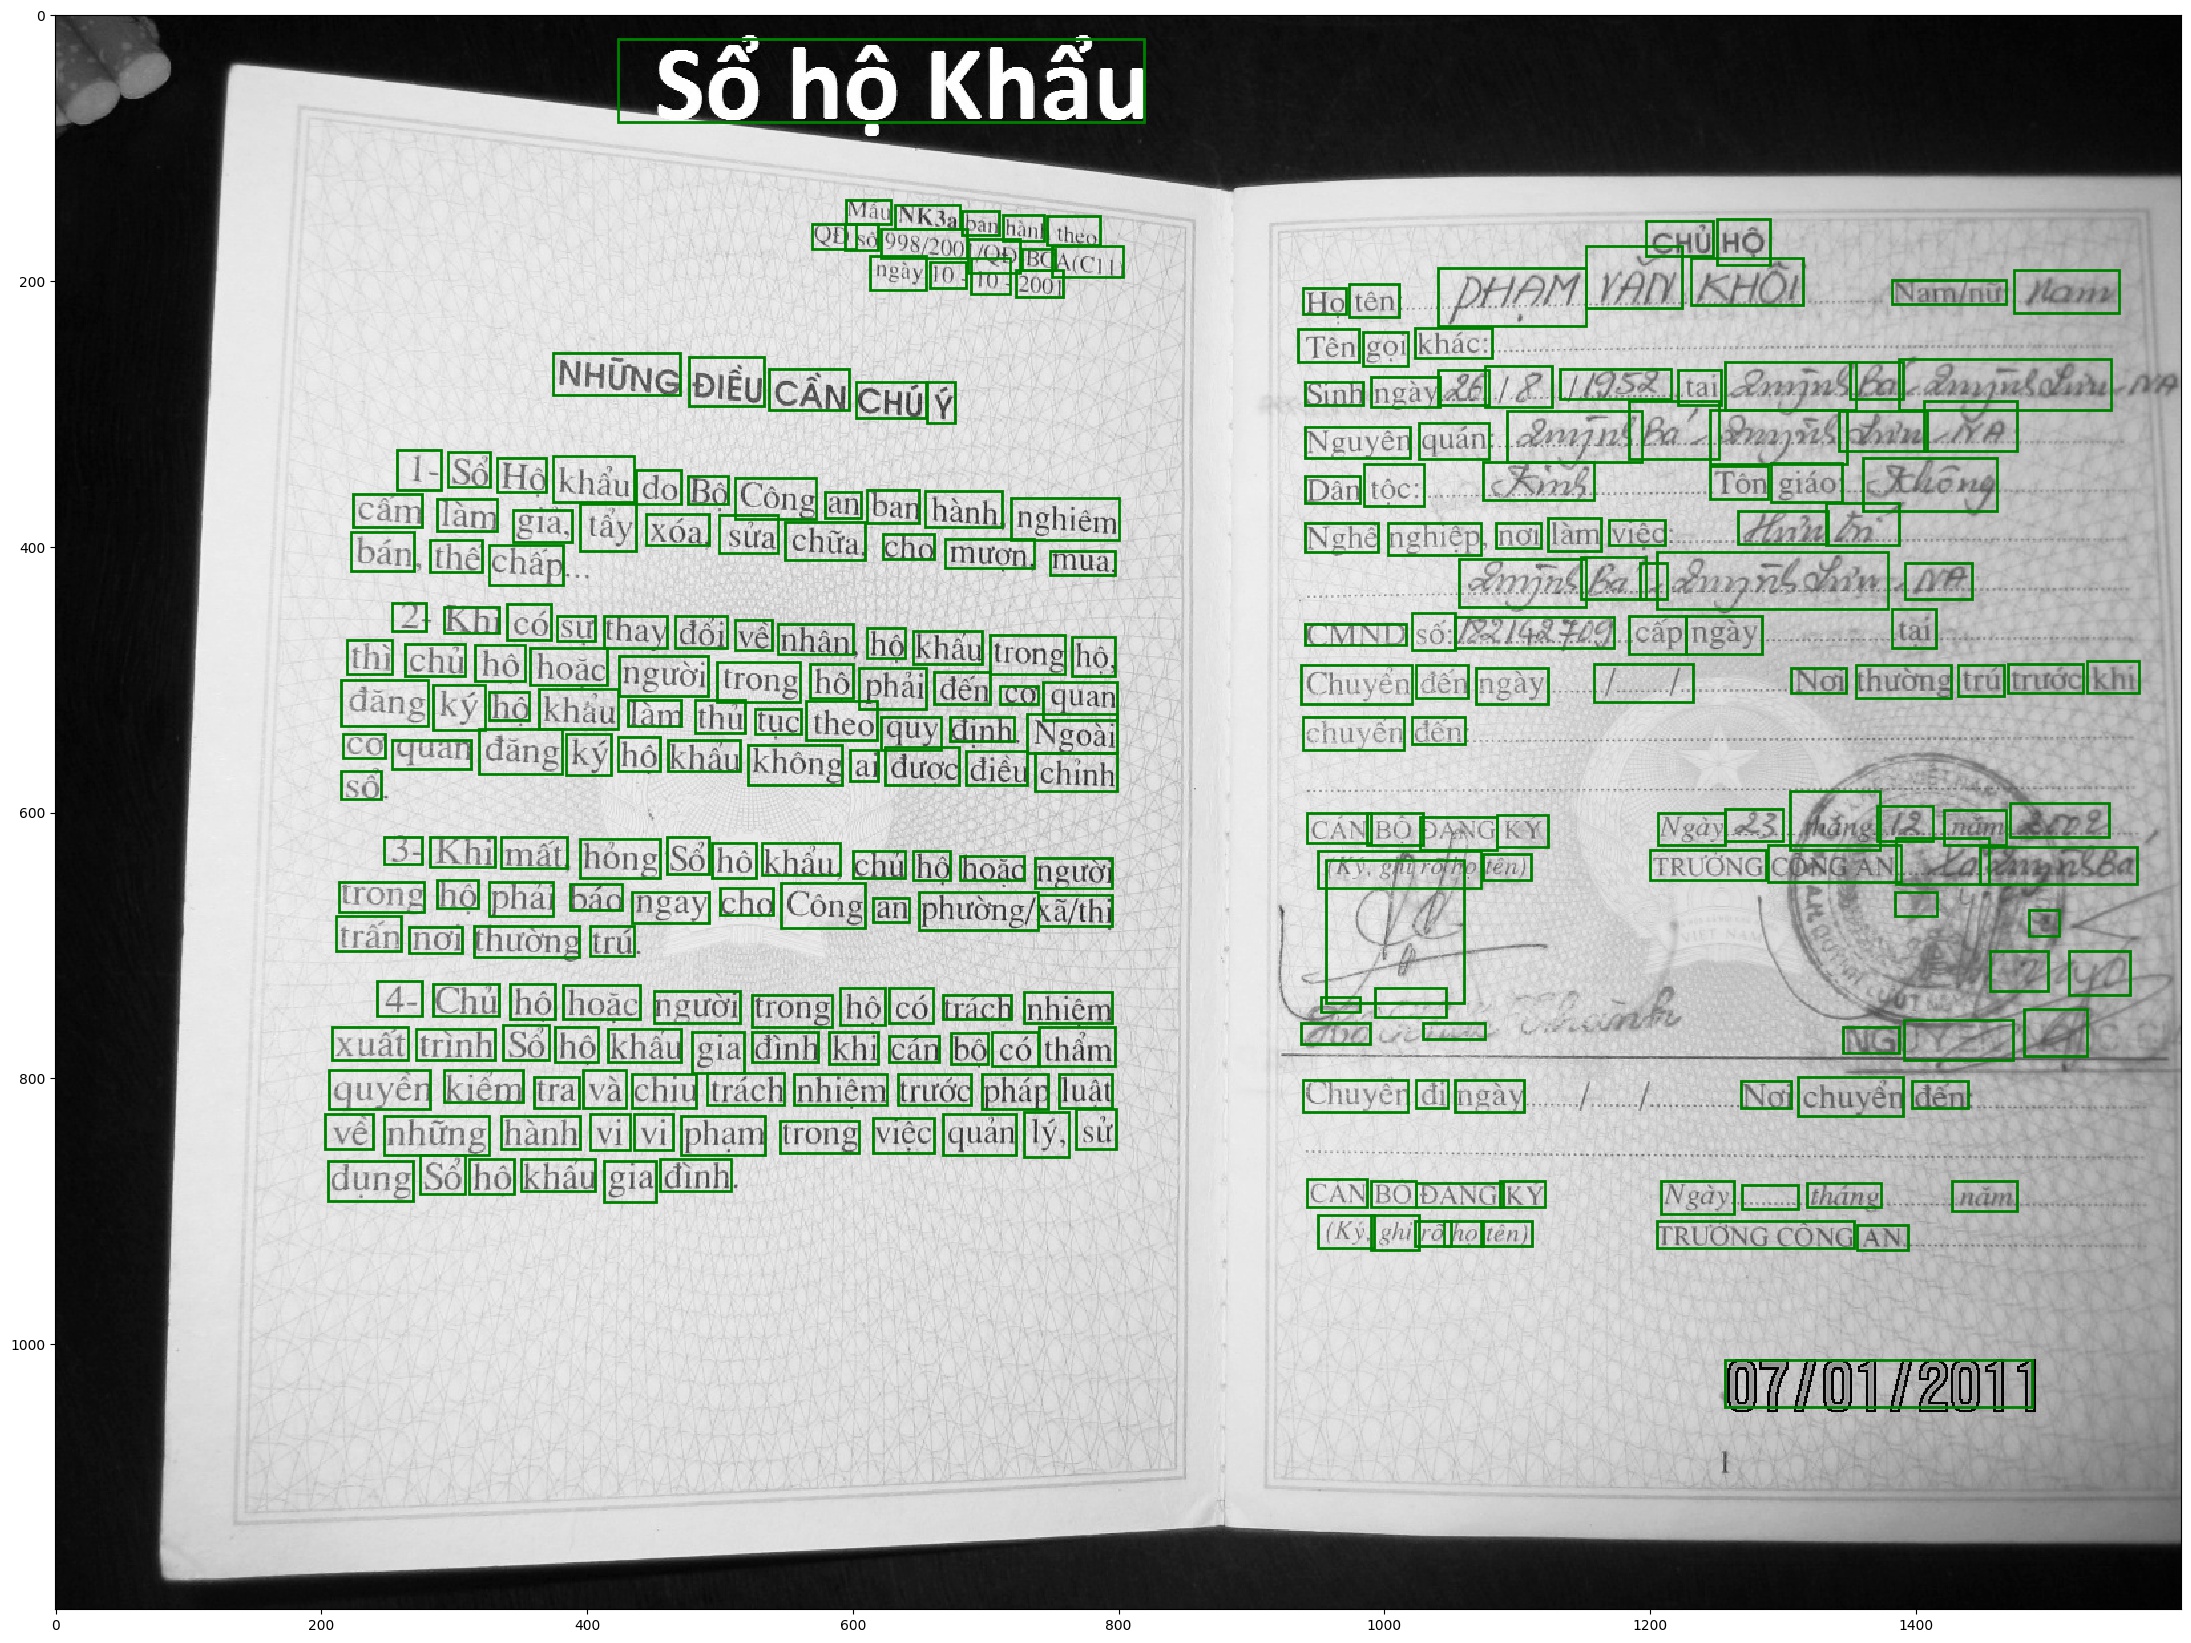 Sổ hộ Khẩu
Mẫu NK3a ban hành theo
QĐ số 998/2001/QĐ-BCA(C11)
ngày 10 - 10 - 2001
NHỮNG ĐIỀU CẦN CHÚ Ý
1- Sổ Hộ khẩu do Bộ Công an ban hành, nghiêm
cấm làm giả, tẩy xóa, sửa chữa, cho mượn, mua,
bán, thế chấp...
2- Khi có sự thay đổi về nhân, hộ khẩu trong hộ,
thì chủ hộ hoặc người trong hộ phải đến cơ quan
đăng ký hộ khẩu làm thủ tục theo quy định. Ngoài
cơ quan đăng ký hộ khẩu không ai được điều chỉnh
sổ.
3- Khi mất, hỏng Sổ hộ khẩu, chủ hộ hoặc người
trong hộ phải báo ngay cho Công an phường/xã/thị
trấn nơi thường trú.
4- Chủ hộ hoặc người trong hộ có trách nhiệm
xuất trình Sổ hộ khẩu gia đình khi cán bộ có thẩm
quyền kiểm tra và chịu trách nhiệm trước pháp luật
về những hành vi vi phạm trong việc quản lý, sử
dụng Sổ hộ khẩu gia đình.
CHỦ HỘ
Họ tên PHẠM VĂN KHÔI Nam/nữ Nam
Tên gọi khác:
Sinh ngày 26 / 8 / 1952 tại Quỳnh Bá - Quỳnh Lưu - NA
Nguyên quán: Quỳnh Bá - Quỳnh Lưu - NA
Dân tộc: Kinh Tôn giáo: Không
Nghề nghiệp, nơi làm việc: Hưu trí
Quỳnh Bá - Quỳnh Lưu - NA
CMND số: 182142709 cấp ngày tại
Chuyển đến ngày / / Nơi thường trú trước khi
chuyển đến:
CÁN BỘ ĐĂNG KÝ Ngày 23 tháng 12 năm 2002
(Ký, ghi rõ họ tên) TRƯỞNG CÔNG AN Xã Quỳnh Bá
VIỆT NAM
Thành
Chuyển đi ngày / / Nơi chuyển đến:
CÁN BỘ ĐĂNG KÝ Ngày tháng năm
(Ký, ghi rõ họ tên) TRƯỞNG CÔNG AN
07/01/2011
1